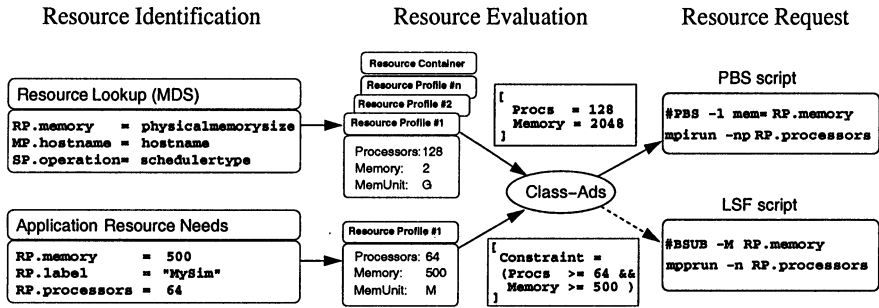 Resource Identification
Resource Evaluation
Resource Request
Resource Lookup (MDS)
RP.memory = physicalmemorysize
MP.hostname = hostname
SP.operation= schedulertype
Application Resource Needs
RP.memory = 500
RP.label = "MySim"
RP.processors = 64
Resource Container
Resource Profile #n
Resource Profile #2
Resource Profile #1
Processors: 128
Memory: 2
MemUnit: G
Resource Profile #1
Processors: 64
Memory: 500
MemUnit: M
[
Procs = 128
Memory = 2048
]
Class-Ads
[
Constraint =
(Procs >= 64 &&
Memory >= 500 )
]
PBS script
#PBS -l mem= RP.memory
mpirun -np RP.processors
LSF script
#BSUB -M RP.memory
mpprun -n RP.processors